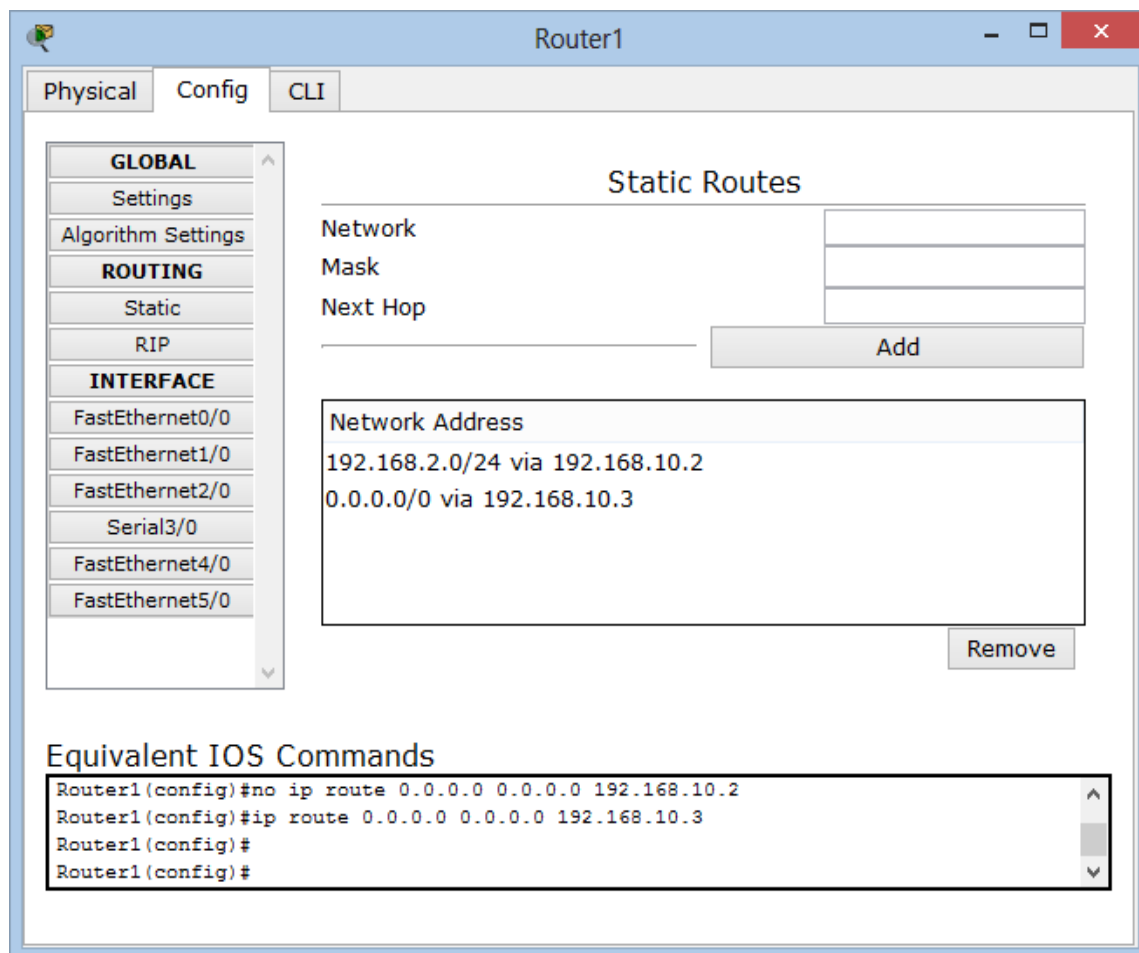 Router1
Physical Config CLI
GLOBAL
Settings
Algorithm Settings
ROUTING
Static
RIP
INTERFACE
FastEthernet0/0
FastEthernet1/0
FastEthernet2/0
Serial3/0
FastEthernet4/0
FastEthernet5/0
Static Routes
Network
Mask
Next Hop
Add
Network Address
192.168.2.0/24 via 192.168.10.2
0.0.0.0/0 via 192.168.10.3
Remove
Equivalent IOS Commands
Router1(config)#no ip route 0.0.0.0 0.0.0.0 192.168.10.2
Router1(config)#ip route 0.0.0.0 0.0.0.0 192.168.10.3
Router1(config)#
Router1(config)#